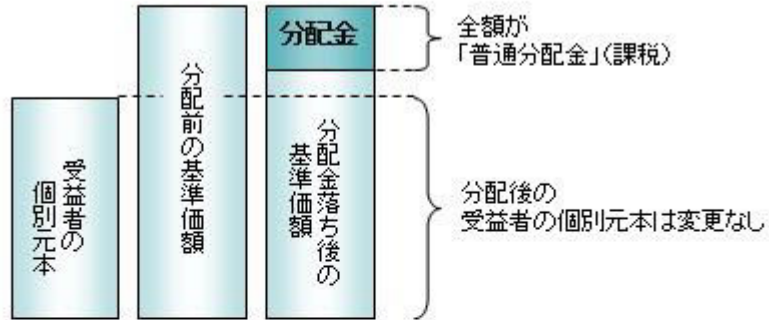 受益者の
個別元本
分配前の基準価額
分配金
分配金落ち後の
基準価額
全額が
「普通分配金」(課税)
分配後の
受益者の個別元本は変更なし